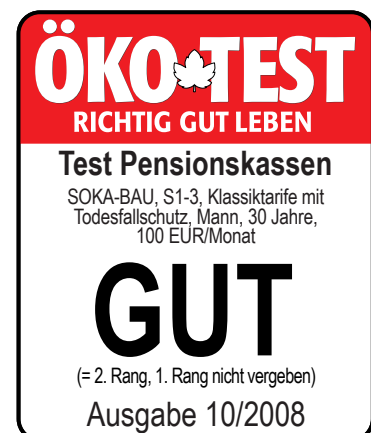 ÖKO TEST
RICHTIG GUT LEBEN
Test Pensionskassen
SOKA-BAU, S1-3, Klassiktarife mit
Todesfallschutz, Mann, 30 Jahre,
100 EUR/Monat
GUT
(= 2. Rang, 1. Rang nicht vergeben)
Ausgabe 10/2008